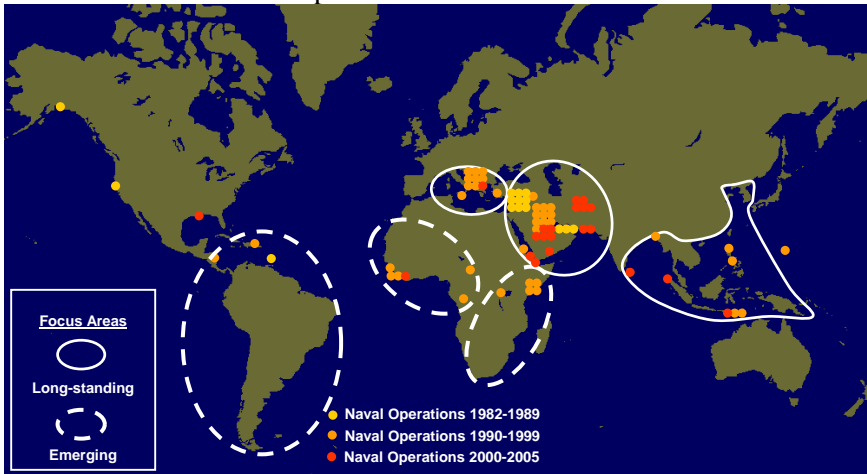 Focus Areas
Long-standing
Emerging
Naval Operations 1982-1989
Naval Operations 1990-1999
Naval Operations 2000-2005